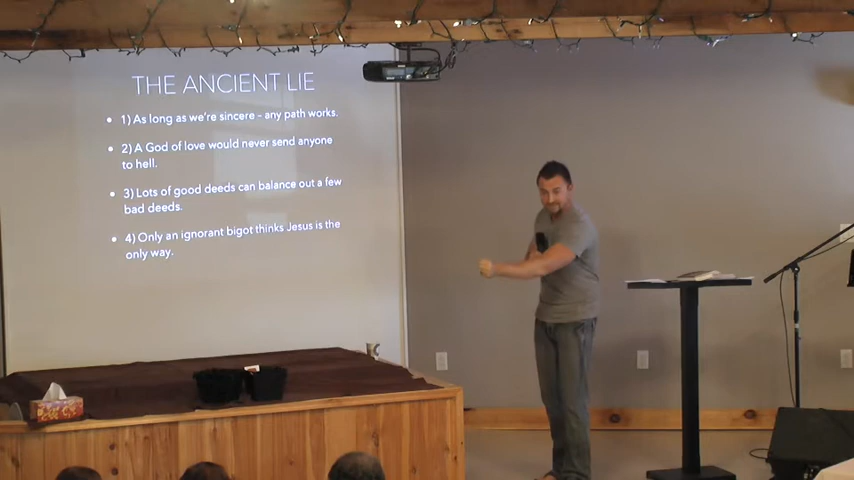 THE ANCIENT LIE
• 1) As long as we're sincere – any path works.
• 2) A God of love would never send anyone
to hell.
• 3) Lots of good deeds can balance out a few
bad deeds.
• 4) Only an ignorant bigot thinks Jesus is the
only way.